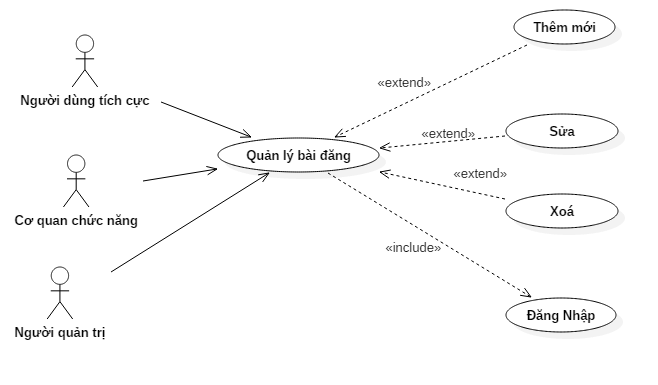 Thêm mới
«extend»
Người dùng tích cực
Sửa
«extend»
Quản lý bài đăng
«extend»
Cơ quan chức năng
Xoá
«include»
Người quản trị
Đăng Nhập